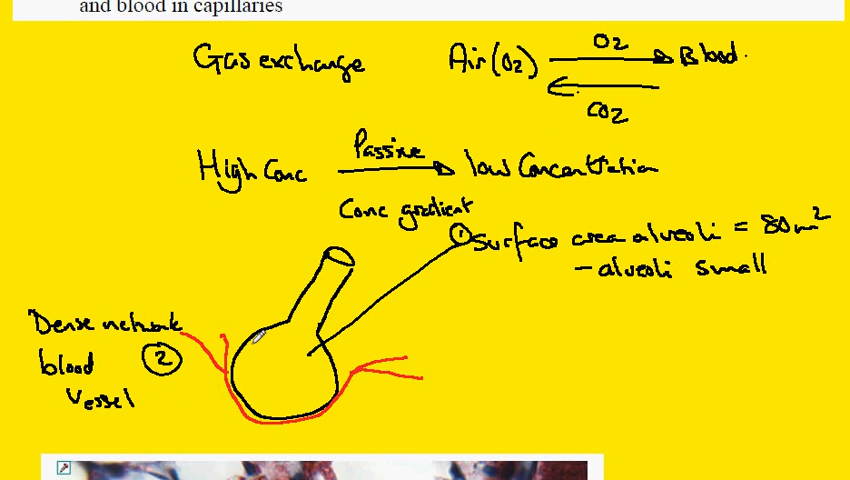 and blood in capillaries
Gas exchange Air (O2) O2 Blood.
CO2
High Conc Passive low Concentration
Conc gradient
① Surface area alveoli = 80m²
- alveoli small
Dense network
blood ②
Vessel